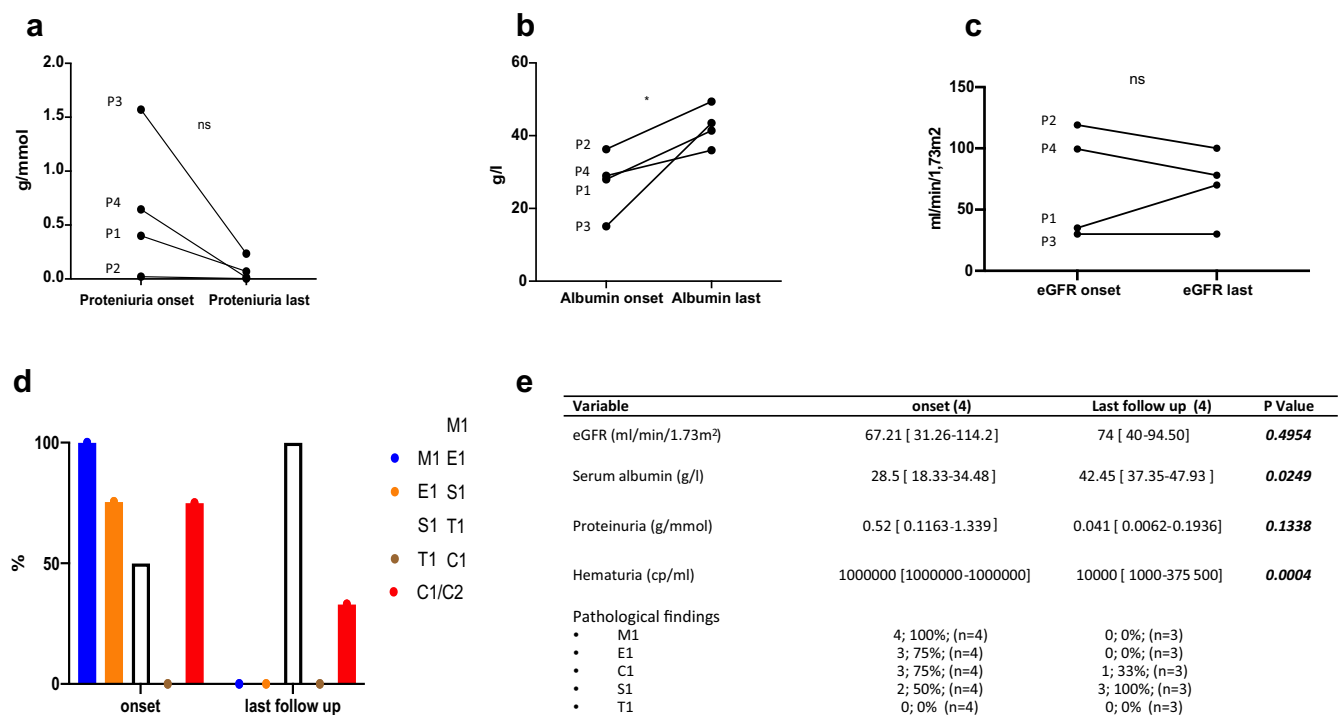 a
2.0
1.5
1.0
0.5
0.0
g/mmol
P3
P4
P1
P2
ns
Proteniuria onset
Proteniuria last
b
60
40
20
0
g/l
P2
P4
P1
P3
*
Albumin onset
Albumin last
c
150
100
50
0
ml/min/1,73m2
P2
P4
P1
P3
ns
eGFR onset
eGFR last
d
100
50
0
%
onset
last follow up
M1
M1 E1
E1 S1
S1 T1
T1 C1
C1/C2
e
Variable onset (4) Last follow up (4) P Value
eGFR (ml/min/1.73m²) 67.21 [ 31.26-114.2] 74 [ 40-94.50] 0.4954
Serum albumin (g/l) 28.5 [ 18.33-34.48] 42.45 [ 37.35-47.93 ] 0.0249
Proteinuria (g/mmol) 0.52 [ 0.1163-1.339] 0.041 [ 0.0062-0.1936] 0.1338
Hematuria (cp/ml) 1000000 [1000000-1000000] 10000 [ 1000-375 500] 0.0004
Pathological findings
• M1 4; 100%; (n=4) 0; 0%; (n=3)
• E1 3; 75%; (n=4) 0; 0%; (n=3)
• C1 3; 75%; (n=4) 1; 33%; (n=3)
• S1 2; 50%; (n=4) 3; 100%; (n=3)
• T1 0; 0% (n=4) 0; 0% (n=3)